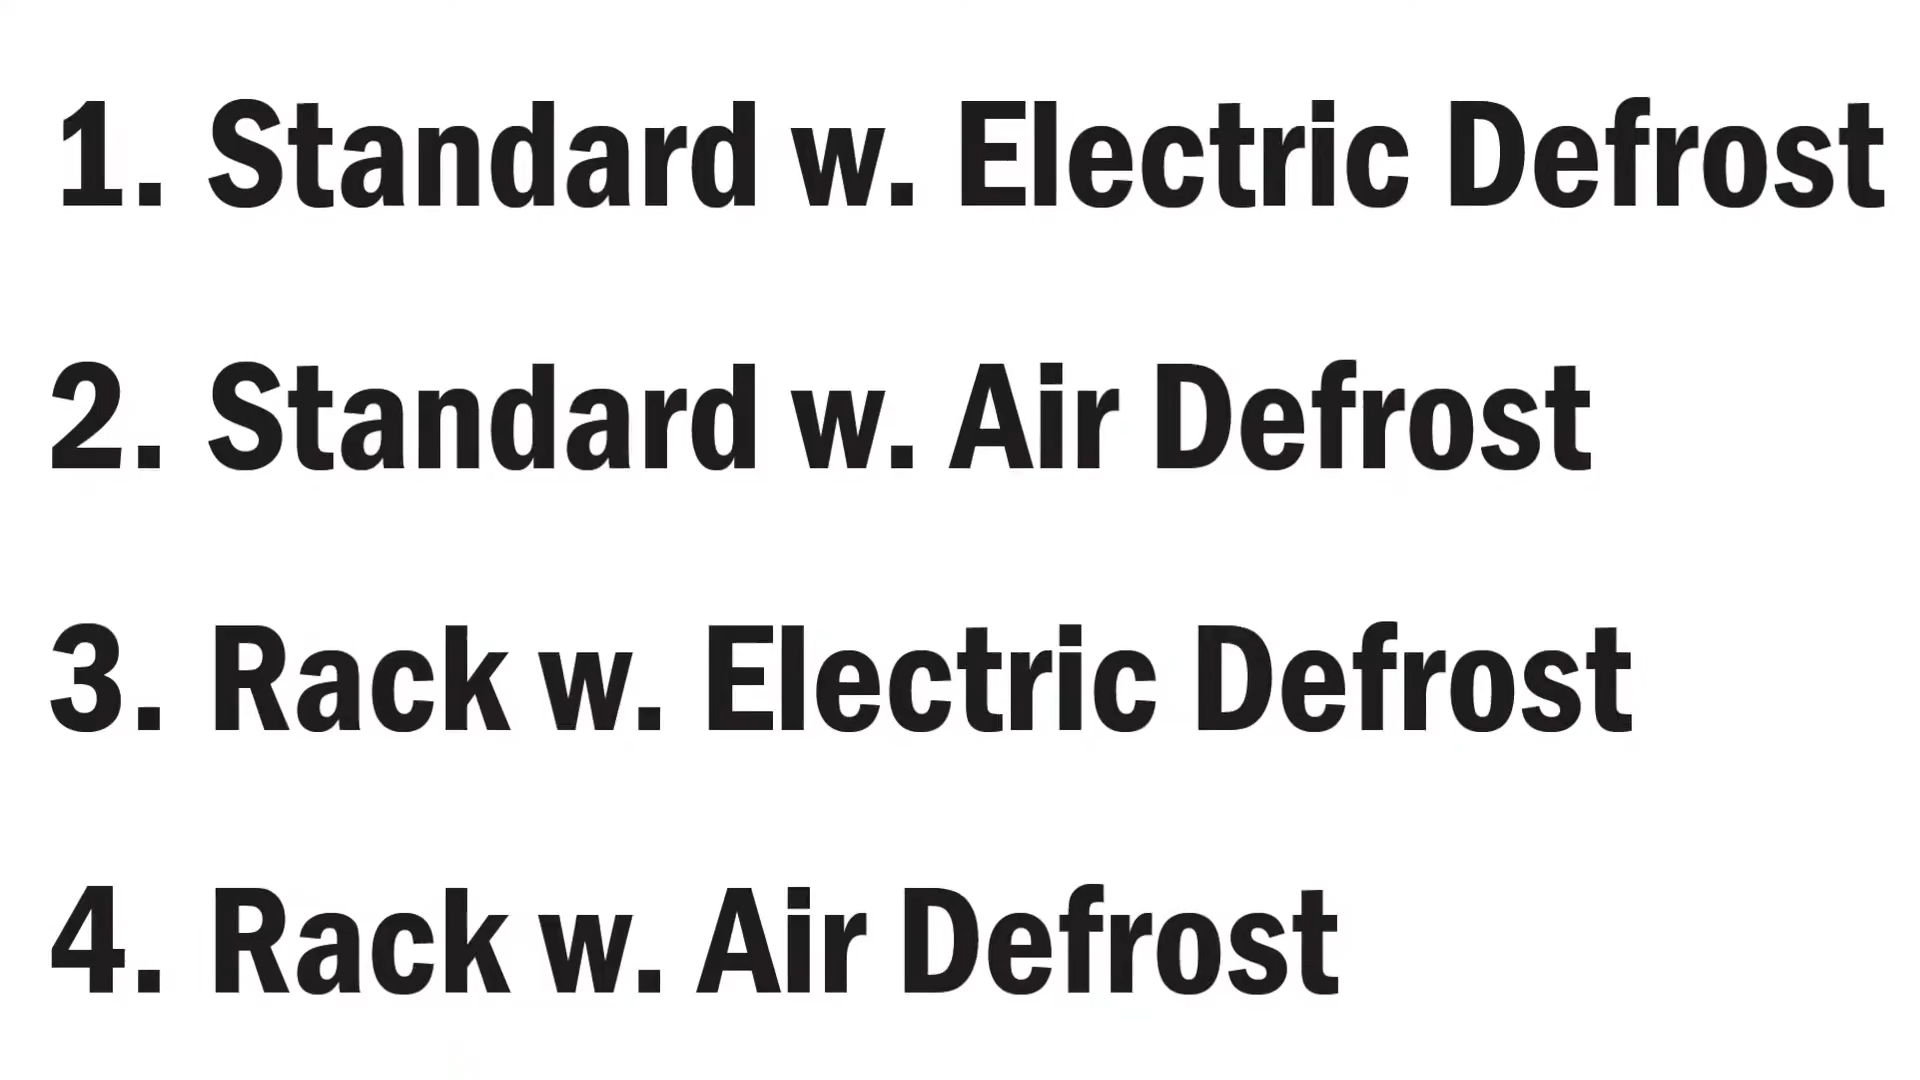 1. Standard w. Electric Defrost
2. Standard w. Air Defrost
3. Rack w. Electric Defrost
4. Rack w. Air Defrost